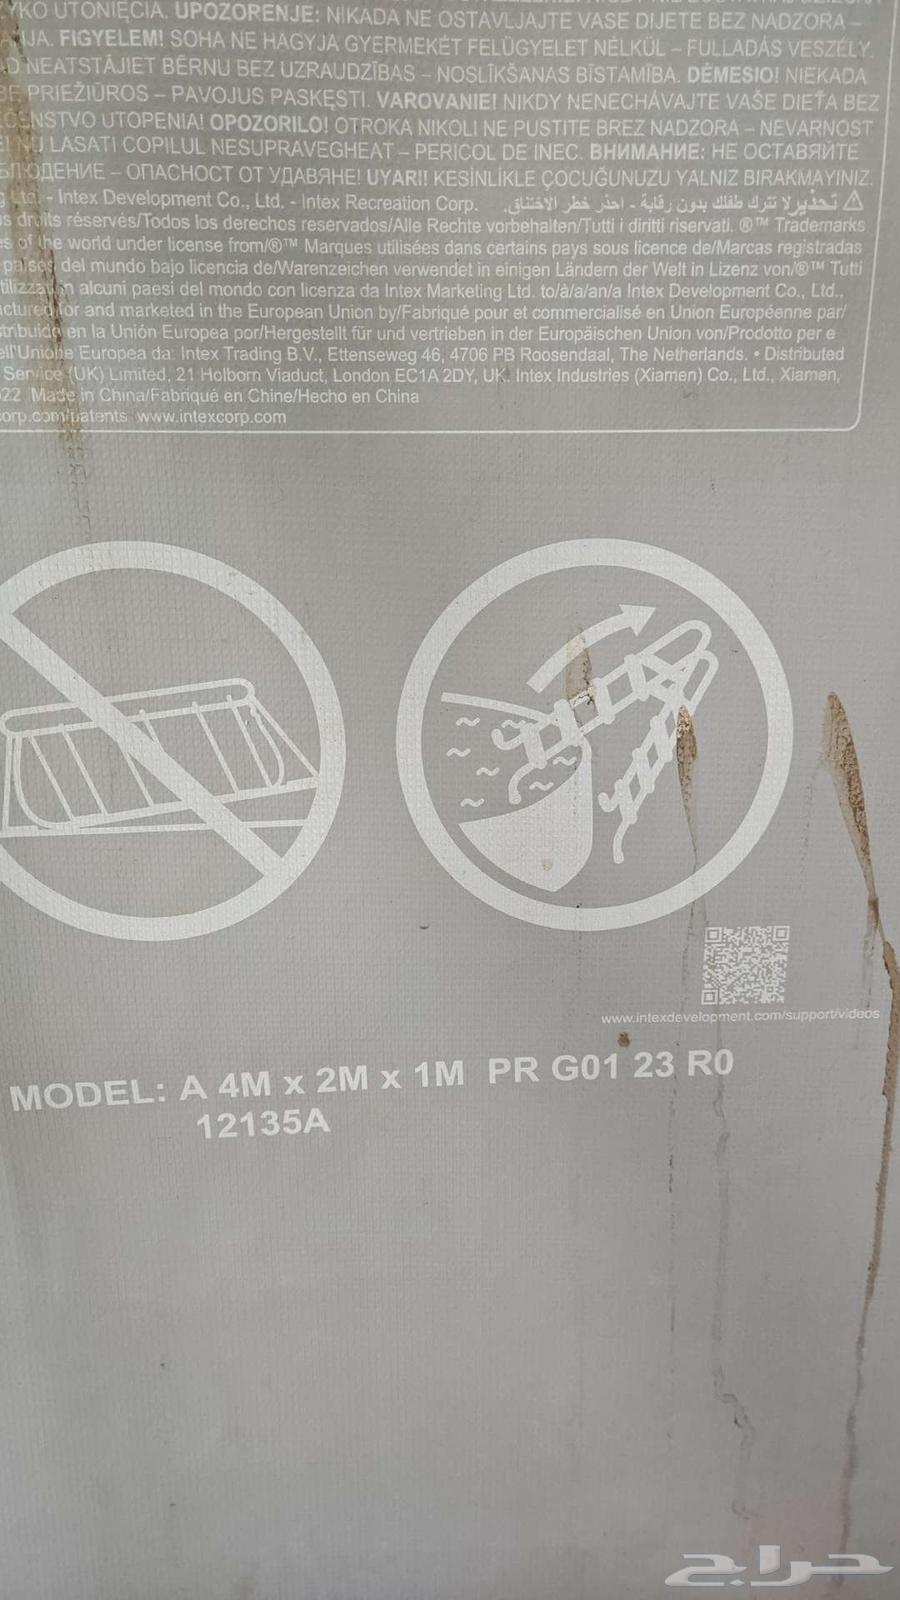 UTONIĘCIA. UPOZORENJE: NIKADA NE OSTAVLJAJTE VAŠE DIJETE BEZ NADZORA –
FIGYELEM! SOHA NE HAGYJA GYERMEKÉT FELÜGYELET NÉLKÜL – FULLADÁS VESZÉLY.
NEATSTĀJIET BĒRNU BEZ UZRAUDZĪBAS – NOSLĪKŠANAS BĪSTAMĪBA. DĖMESIO! NIEKADA
BE PRIEŽIŪROS – PAVOJUS PASKĘSTI. VAROVANIE! NIKDY NENECHÁVAJTE VAŠE DIEŤA BEZ
UTOPENIA! OPOZORILO! OTROKA NIKOLI NE PUSTITE BREZ NADZORA – NEVARNOST
NU LASATI COPILUL NESUPRAVEGHEAT – PERICOL DE INEC. ВНИМАНИЕ: НЕ ОСТАВЯЙТЕ
– ОПАСНОСТ ОТ УДАВЯНЕ! UYARI! KESİNLİKLE ÇOCUĞUNUZU YALNIZ BIRAKMAYINIZ.
Ltd. - Intex Development Co., Ltd. - Intex Recreation Corp. تحذير! لا تترك طفلك بدون رقابة - احذر خطر الاختناق.
droits réservés/Todos los derechos reservados/Alle Rechte vorbehalten/Tutti i diritti riservati. ®™ Trademarks
of the world under license from/®™ Marques utilisées dans certains pays sous licence de/Marcas registradas
países del mundo bajo licencia de/Warenzeichen verwendet in einigen Ländern der Welt in Lizenz von/®™ Tutti
in alcuni paesi del mondo con licenza da Intex Marketing Ltd. to/à/a/an/a Intex Development Co., Ltd.,
for and marketed in the European Union by/Fabriqué pour et commercialisé en Union Européenne par/
en la Unión Europea por/Hergestellt für und vertrieben in der Europäischen Union von/Prodotto per e
Europea da: Intex Trading B.V., Ettenseweg 46, 4706 PB Roosendaal, The Netherlands. • Distributed
Service (UK) Limited, 21 Holborn Viaduct, London EC1A 2DY, UK. Intex Industries (Xiamen) Co., Ltd., Xiamen,
22 Made in China/Fabriqué en Chine/Hecho en China
orp.com/patents www.intexcorp.com
www.intexdevelopment.com/support/videos
MODEL: A 4M x 2M x 1M PR G01 23 R0
12135A
حراج